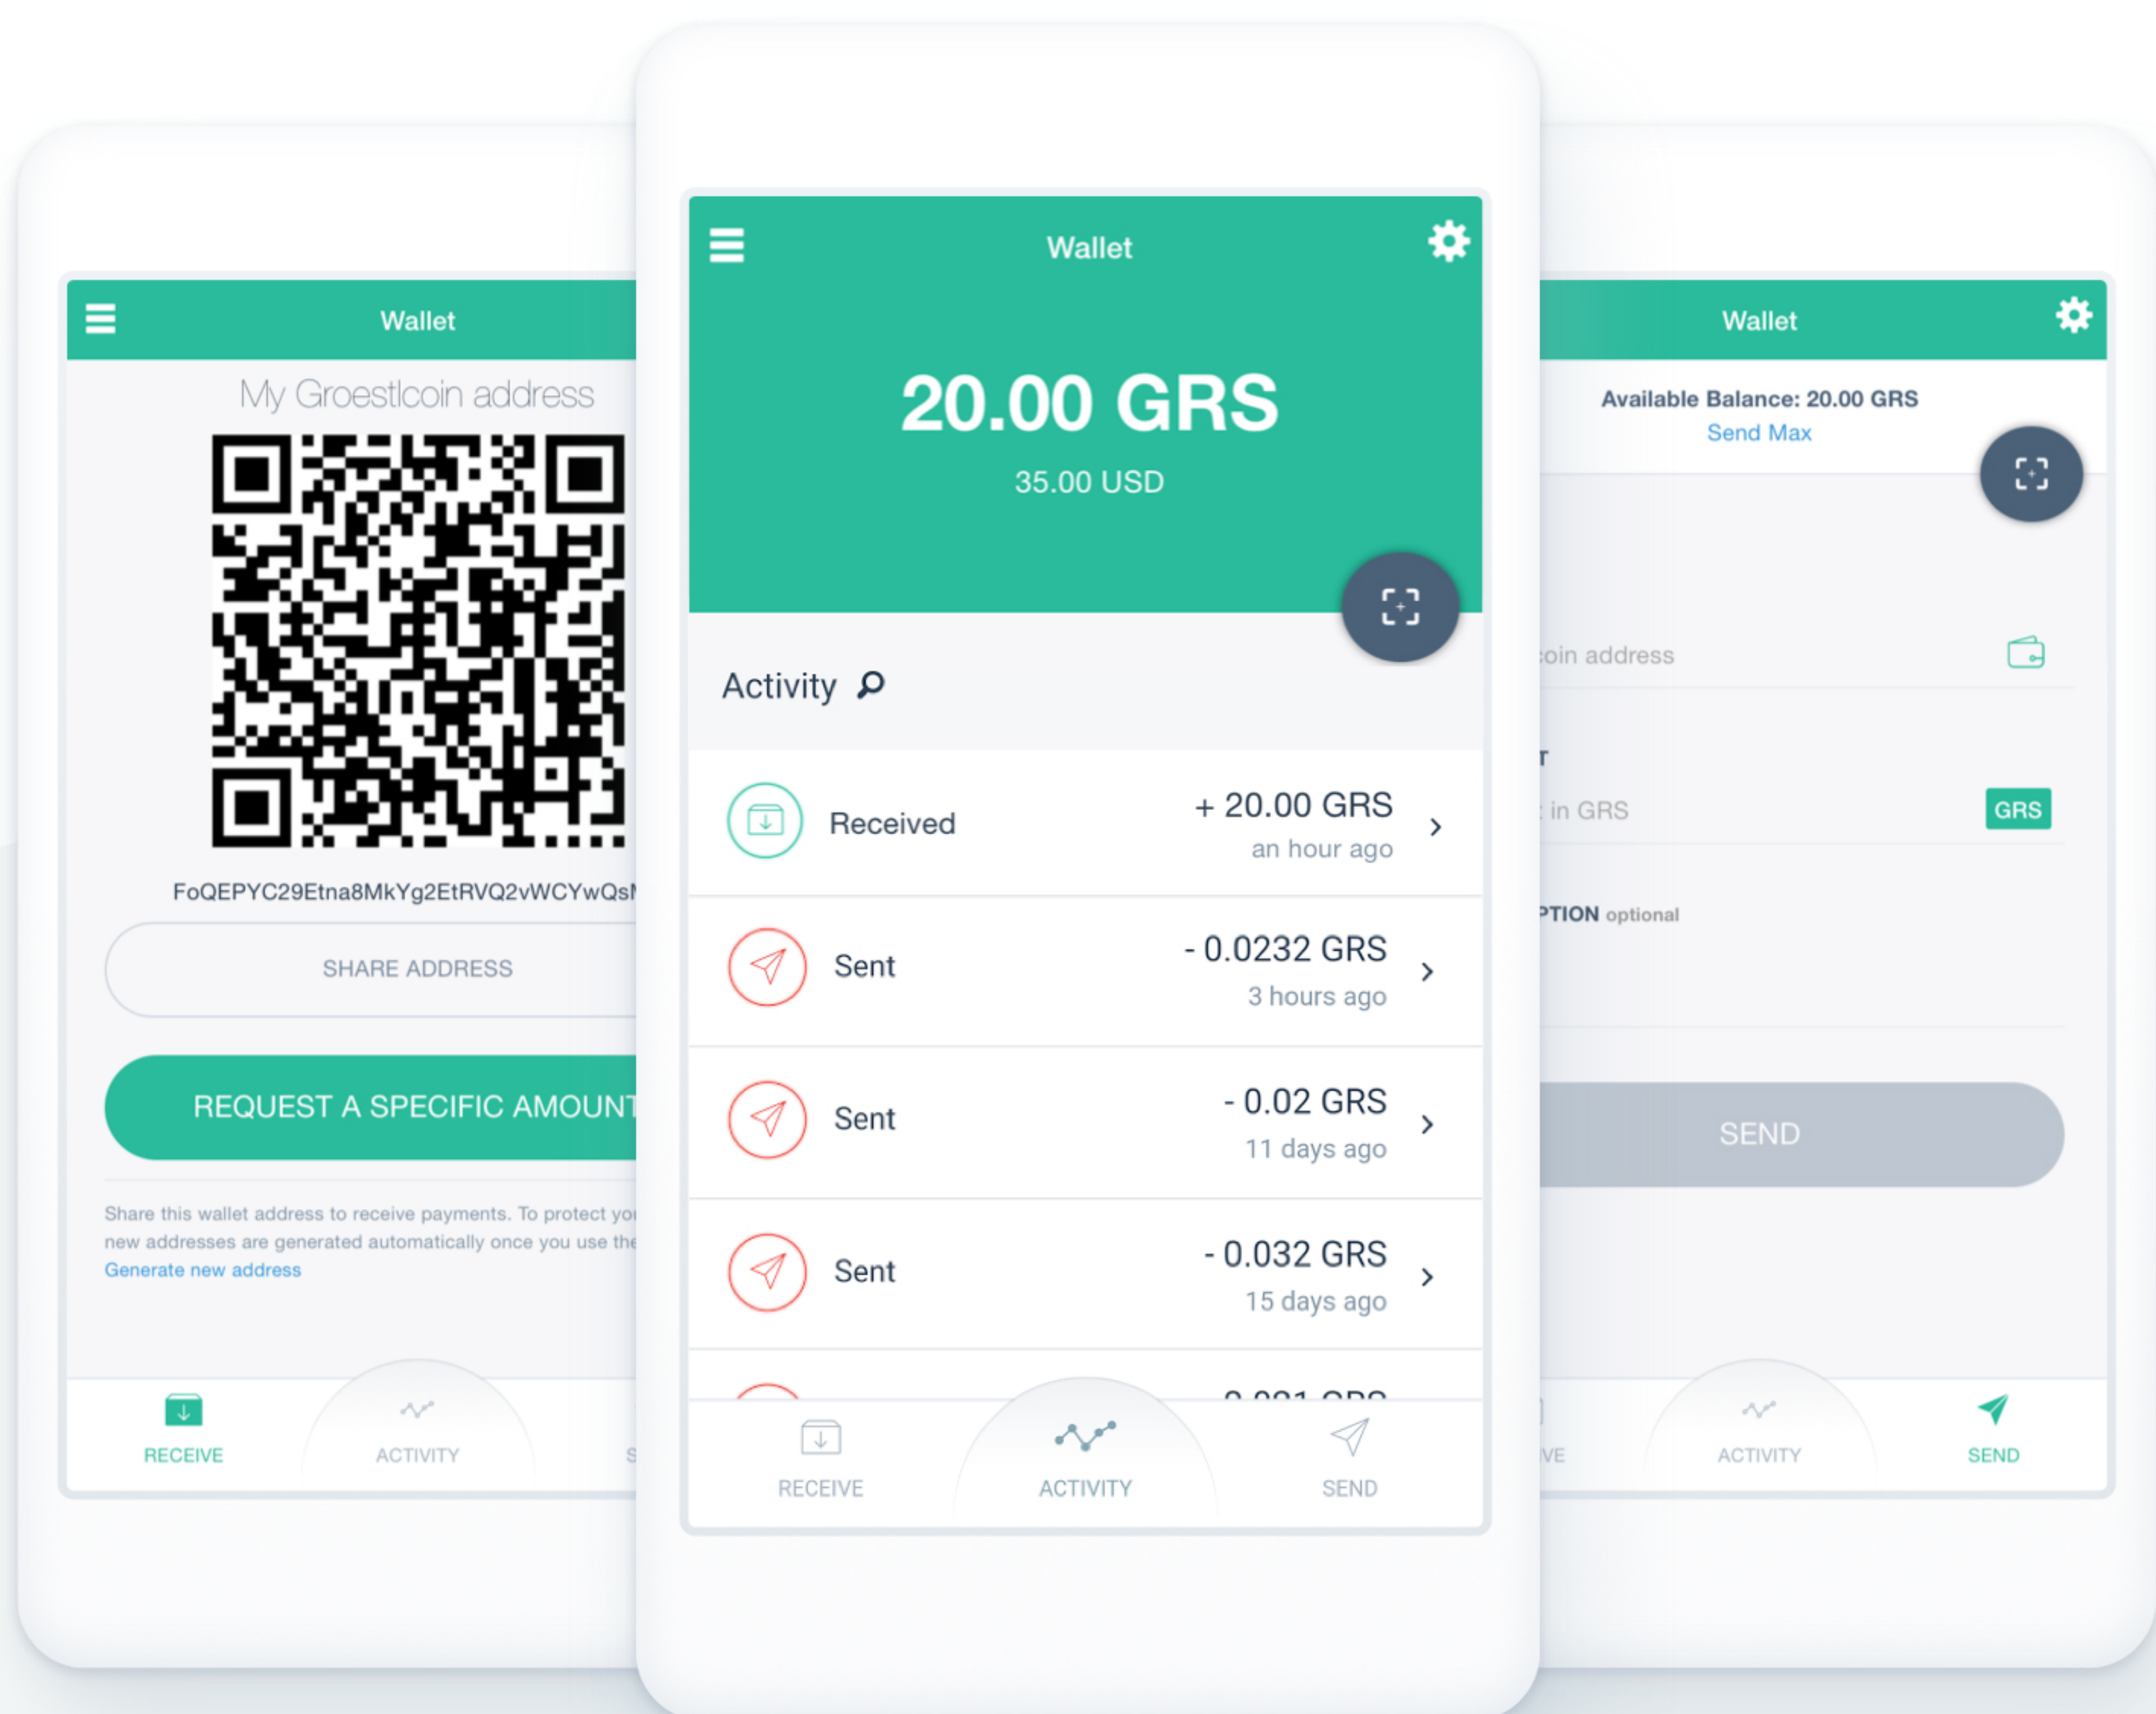 Wallet
My Groestlcoin address
FoQEPYC29Etna8MkYg2EtRVQ2vWCYwQs
SHARE ADDRESS
REQUEST A SPECIFIC AMOUNT
Share this wallet address to receive payments. To protect you
new addresses are generated automatically once you use the
Generate new address
RECEIVE
ACTIVITY
S
Wallet
20.00 GRS
35.00 USD
Activity
Received
+ 20.00 GRS
an hour ago
Sent
- 0.0232 GRS
3 hours ago
Sent
- 0.02 GRS
11 days ago
Sent
- 0.032 GRS
15 days ago
RECEIVE
ACTIVITY
SEND
Wallet
Available Balance: 20.00 GRS
Send Max
coin address
T
in GRS
GRS
PTION optional
SEND
VE
ACTIVITY
SEND